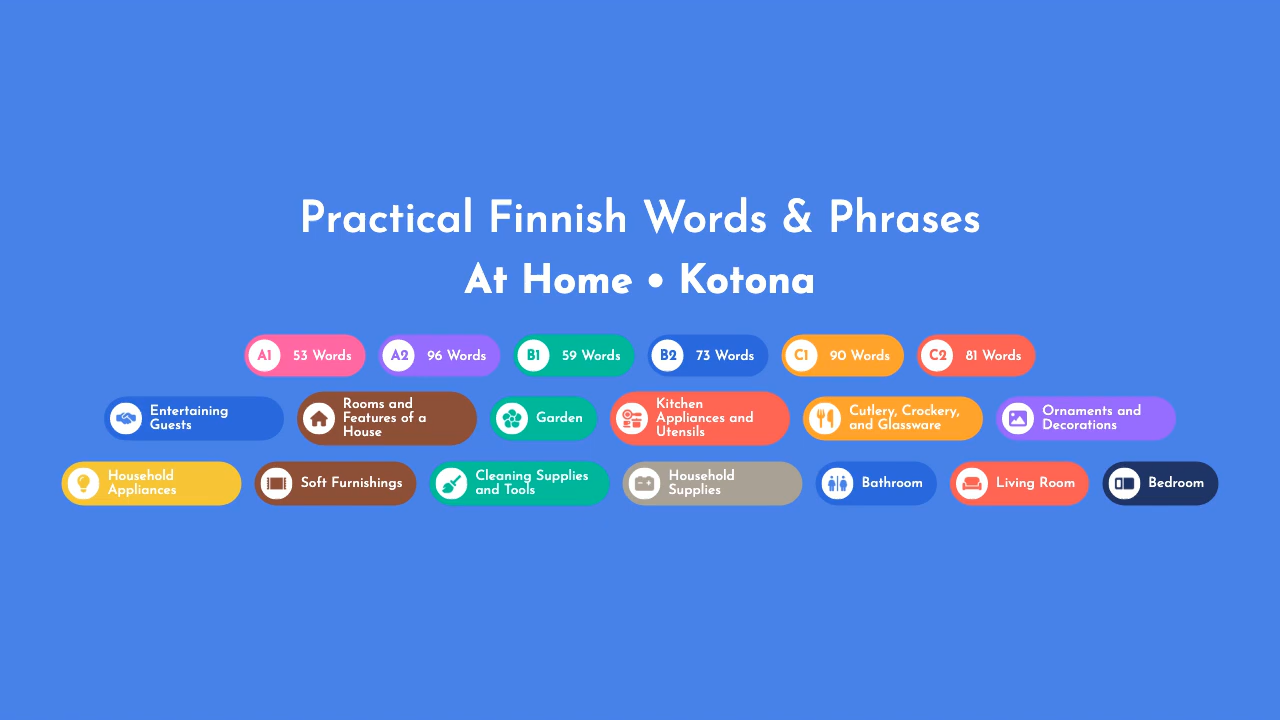 Practical Finnish Words & Phrases
At Home • Kotona
A1 53 Words
A2 96 Words
B1 59 Words
B2 73 Words
C1 90 Words
C2 81 Words
Entertaining
Guests
Rooms and
Features of a
House
Garden
Kitchen
Appliances and
Utensils
Cutlery, Crockery,
and Glassware
Ornaments and
Decorations
Household
Appliances
Soft Furnishings
Cleaning Supplies
and Tools
Household
Supplies
Bathroom
Living Room
Bedroom